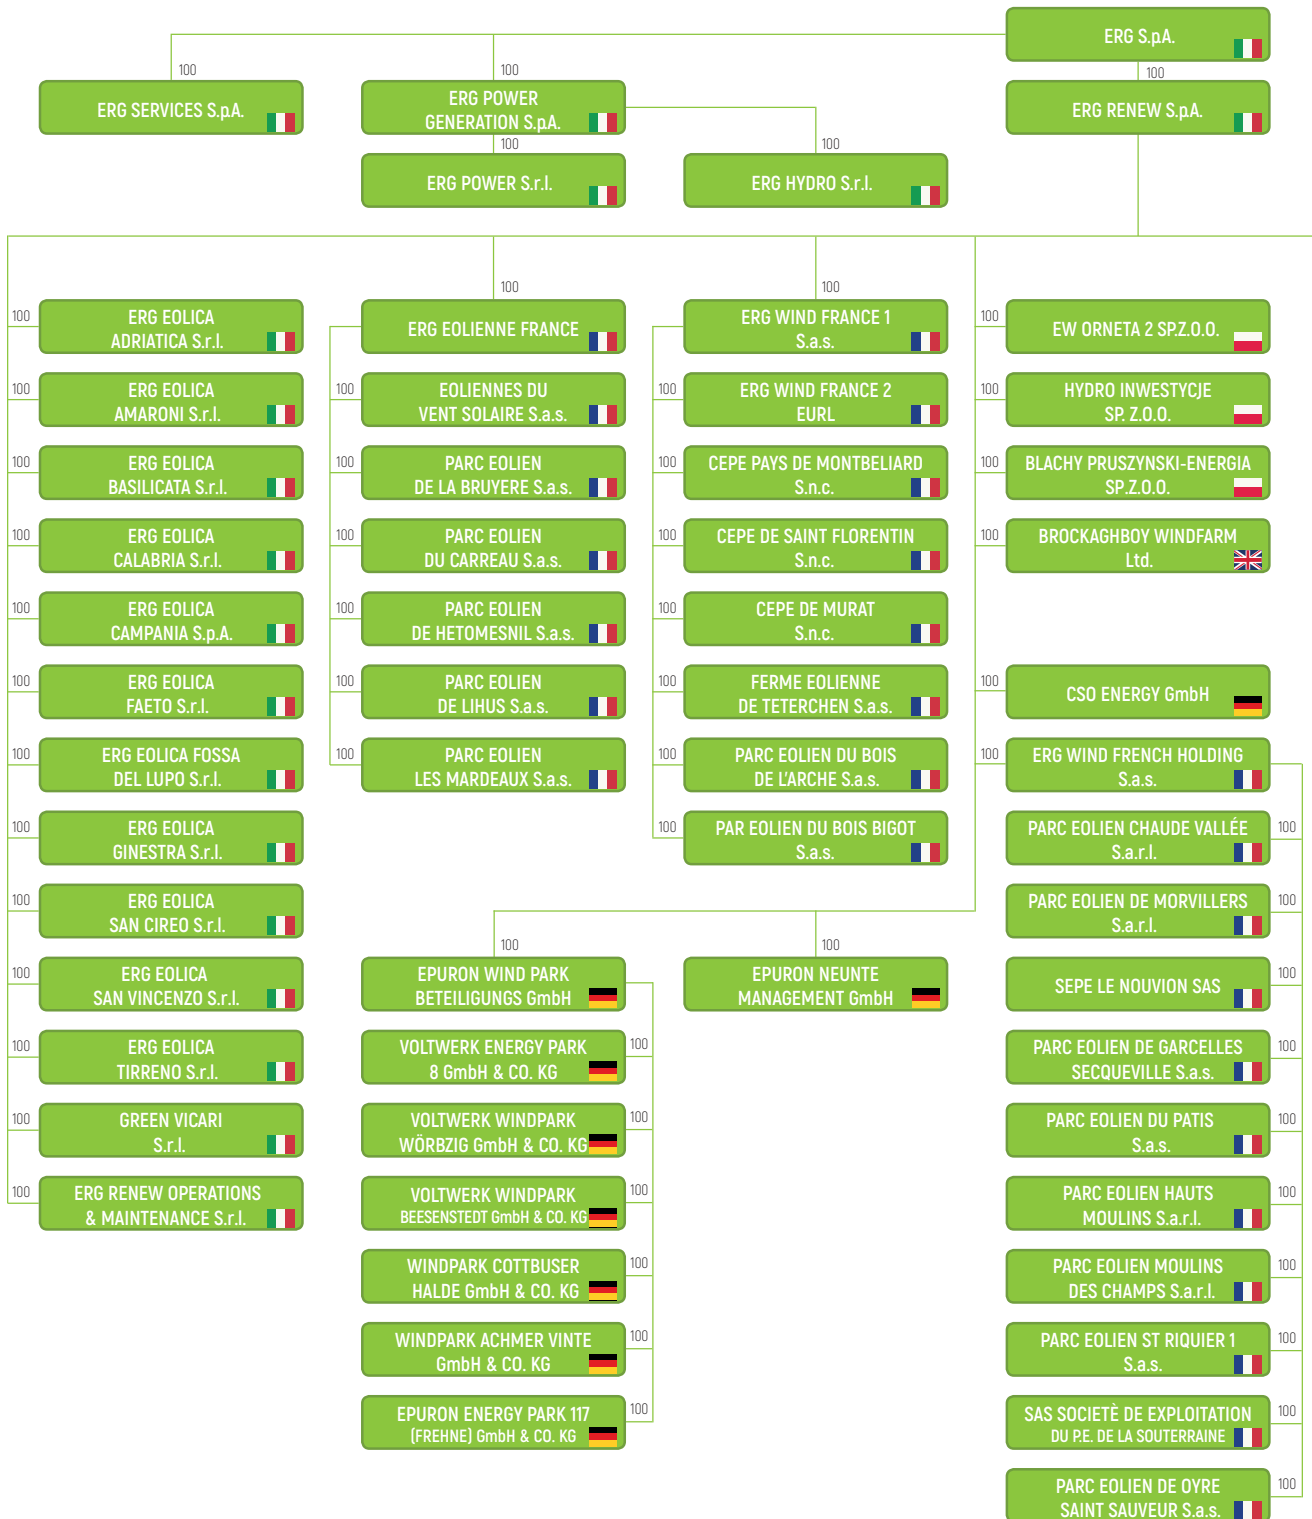 ERG S.p.A.
100
100
100
ERG SERVICES S.p.A.
ERG POWER
GENERATION S.p.A.
ERG RENEW S.p.A.
100
100
ERG POWER S.r.l.
ERG HYDRO S.r.l.
100
ERG EOLICA
ADRIATICA S.r.l.
100
ERG EOLICA
AMARONI S.r.l.
100
ERG EOLICA
BASILICATA S.r.l.
100
ERG EOLICA
CALABRIA S.r.l.
100
ERG EOLICA
CAMPANIA S.p.A.
100
ERG EOLICA
FAETO S.r.l.
100
ERG EOLICA FOSSA
DEL LUPO S.r.l.
100
ERG EOLICA
GINESTRA S.r.l.
100
ERG EOLICA
SAN CIREO S.r.l.
100
ERG EOLICA
SAN VINCENZO S.r.l.
100
ERG EOLICA
TIRRENO S.r.l.
100
GREEN VICARI
S.r.l.
100
ERG RENEW OPERATIONS
& MAINTENANCE S.r.l.
100
ERG EOLIENNE FRANCE
100
EOLIENNES DU
VENT SOLAIRE S.a.s.
100
PARC EOLIEN
DE LA BRUYERE S.a.s.
100
PARC EOLIEN
DU CARREAU S.a.s.
100
PARC EOLIEN
DE HETOMESNIL S.a.s.
100
PARC EOLIEN
DE LIHUS S.a.s.
100
PARC EOLIEN
LES MARDEAUX S.a.s.
100
ERG WIND FRANCE 1
S.a.s.
100
ERG WIND FRANCE 2
EURL
100
CEPE PAYS DE MONTBELIARD
S.n.c.
100
CEPE DE SAINT FLORENTIN
S.n.c.
100
CEPE DE MURAT
S.n.c.
100
FERME EOLIENNE
DE TETERCHEN S.a.s.
100
PARC EOLIEN DU BOIS
DE L'ARCHE S.a.s.
100
PAR EOLIEN DU BOIS BIGOT
S.a.s.
100
EPURON WIND PARK
BETEILIGUNGS GmbH
100
VOLTWERK ENERGY PARK
8 GmbH & CO. KG
100
VOLTWERK WINDPARK
WÖRBZIG GmbH & CO. KG
100
VOLTWERK WINDPARK
BEESENSTEDT GmbH & CO. KG
100
WINDPARK COTTBUSER
HALDE GmbH & CO. KG
100
WINDPARK ACHMER VINTE
GmbH & CO. KG
100
EPURON ENERGY PARK 117
(FREHNE) GmbH & CO. KG
100
EPURON NEUNTE
MANAGEMENT GmbH
100
EW ORNETA 2 SP.Z.O.O.
100
HYDRO INWESTYCJE
SP. Z.O.O.
100
BLACHY PRUSZYNSKI-ENERGIA
SP.Z.O.O.
100
BROCKAGHBOY WINDFARM
Ltd.
100
CSO ENERGY GmbH
100
ERG WIND FRENCH HOLDING
S.a.s.
100
PARC EOLIEN CHAUDE VALLÉE
S.a.r.l.
100
PARC EOLIEN DE MORVILLERS
S.a.r.l.
100
SEPE LE NOUVION SAS
100
PARC EOLIEN DE GARCELLES
SECQUEVILLE S.a.s.
100
PARC EOLIEN DU PATIS
S.a.s.
100
PARC EOLIEN HAUTS
MOULINS S.a.r.l.
100
PARC EOLIEN MOULINS
DES CHAMPS S.a.r.l.
100
PARC EOLIEN ST RIQUIER 1
S.a.s.
100
SAS SOCIETÈ DE EXPLOITATION
DU P.E. DE LA SOUTERRAINE
100
PARC EOLIEN DE OYRE
SAINT SAUVEUR S.a.s.